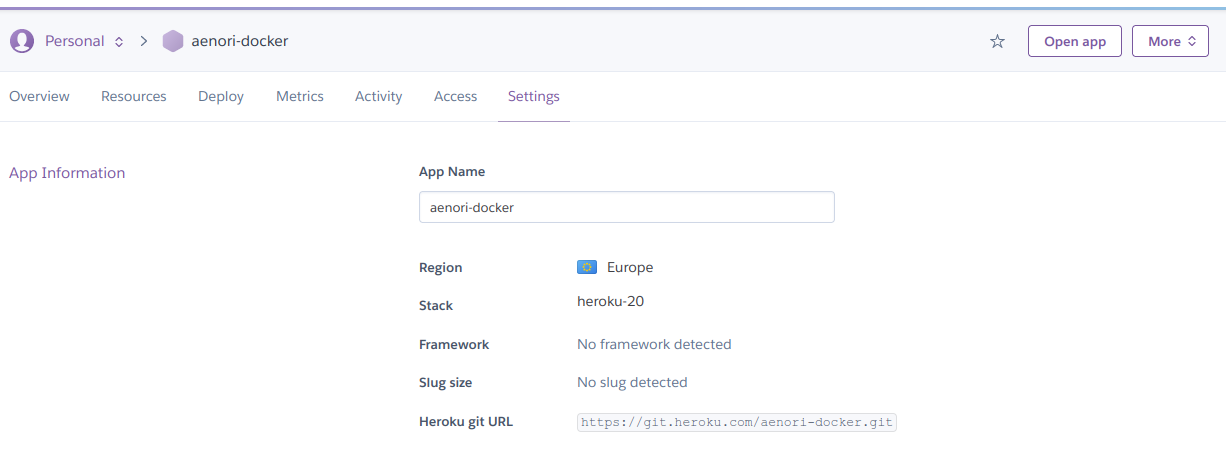 Personal aenori-docker Open app More
Overview Resources Deploy Metrics Activity Access Settings
App Information
App Name
aenori-docker
Region Europe
Stack heroku-20
Framework No framework detected
Slug size No slug detected
Heroku git URL https://git.heroku.com/aenori-docker.git